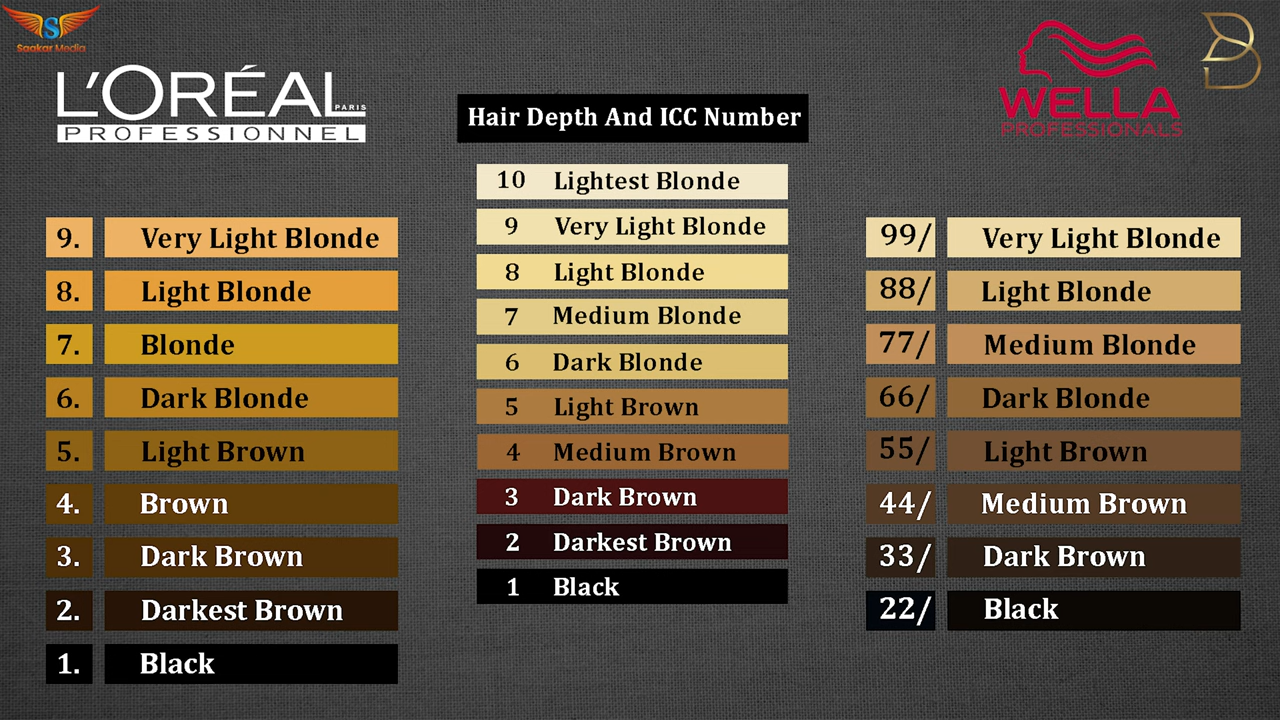 Saakar Media
L'ORÉAL
PARIS
PROFESSIONNEL
9. Very Light Blonde
8. Light Blonde
7. Blonde
6. Dark Blonde
5. Light Brown
4. Brown
3. Dark Brown
2. Darkest Brown
1. Black
Hair Depth And ICC Number
10 Lightest Blonde
9 Very Light Blonde
8 Light Blonde
7 Medium Blonde
6 Dark Blonde
5 Light Brown
4 Medium Brown
3 Dark Brown
2 Darkest Brown
1 Black
WELLA
PROFESSIONALS
99/ Very Light Blonde
88/ Light Blonde
77/ Medium Blonde
66/ Dark Blonde
55/ Light Brown
44/ Medium Brown
33/ Dark Brown
22/ Black